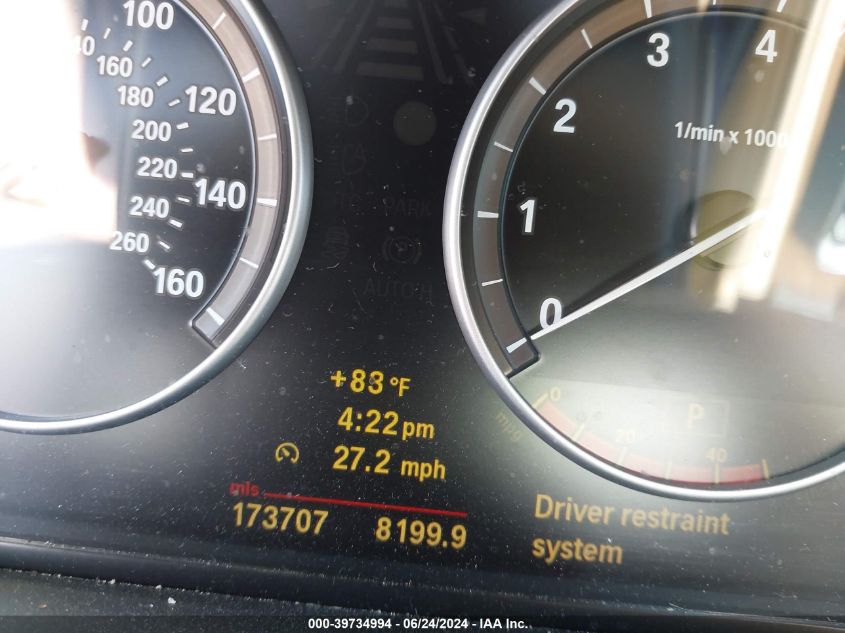 100
140
160
120
180
200
220
140
240
260
160
3
4
2
1/min x 1000
1
0
PARK
AUTO H
+83 °F
4:22 pm
27.2 mph
mls
173707 8199.9
0
mpg
20
40
P
Driver restraint
system
000-39734994 / 06/24/2024 - IAA Inc.